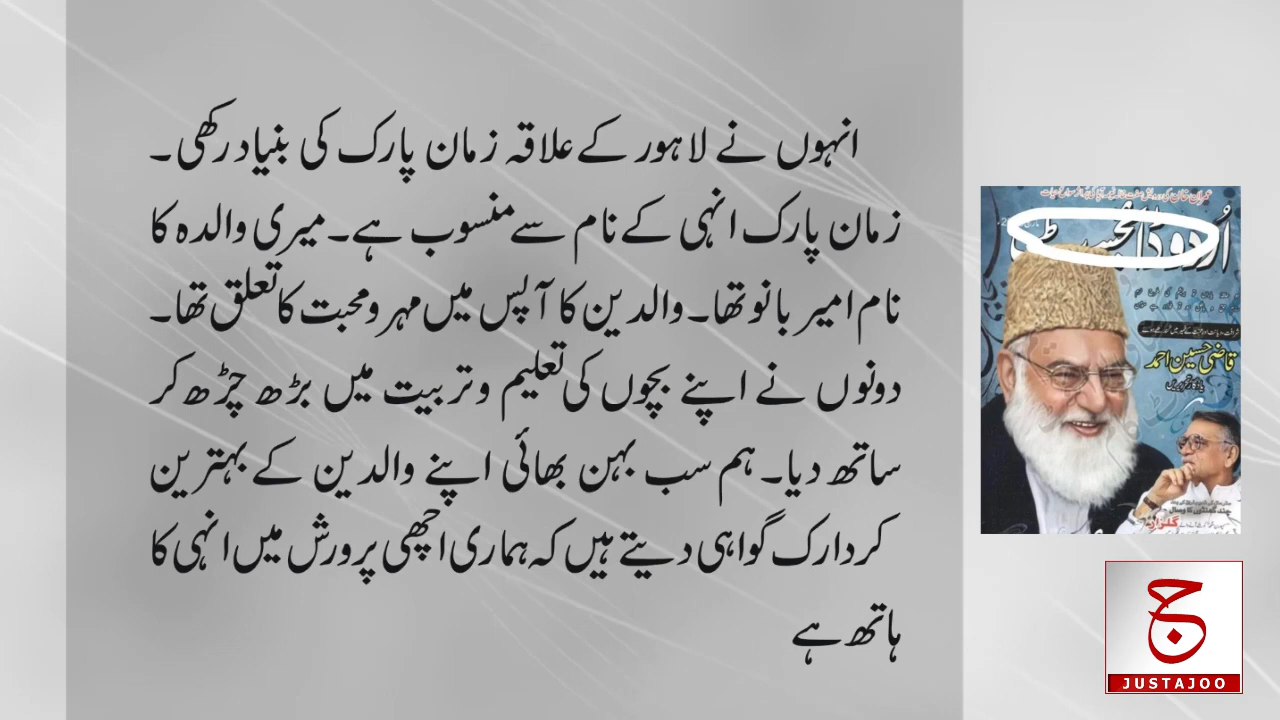 انہوں نے لاہور کے علاقہ زمان پارک کی بنیاد رکھی۔
زمان پارک انہی کے نام سے منسوب ہے۔ میری والدہ کا
نام امیر بانو تھا۔ والدین کا آپس میں مہر و محبت کا تعلق تھا۔
دونوں نے اپنے بچوں کی تعلیم و تربیت میں بڑھ چڑھ کر
ساتھ دیا۔ ہم سب بہن بھائی اپنے والدین کے بہترین
کردارک گواہی دیتے ہیں کہ ہماری اچھی پرورش میں انہی کا
ہاتھ ہے
اُردو ڈائجسٹ
قاضی حسین احمد
گلزار
ج
JUSTAJOO